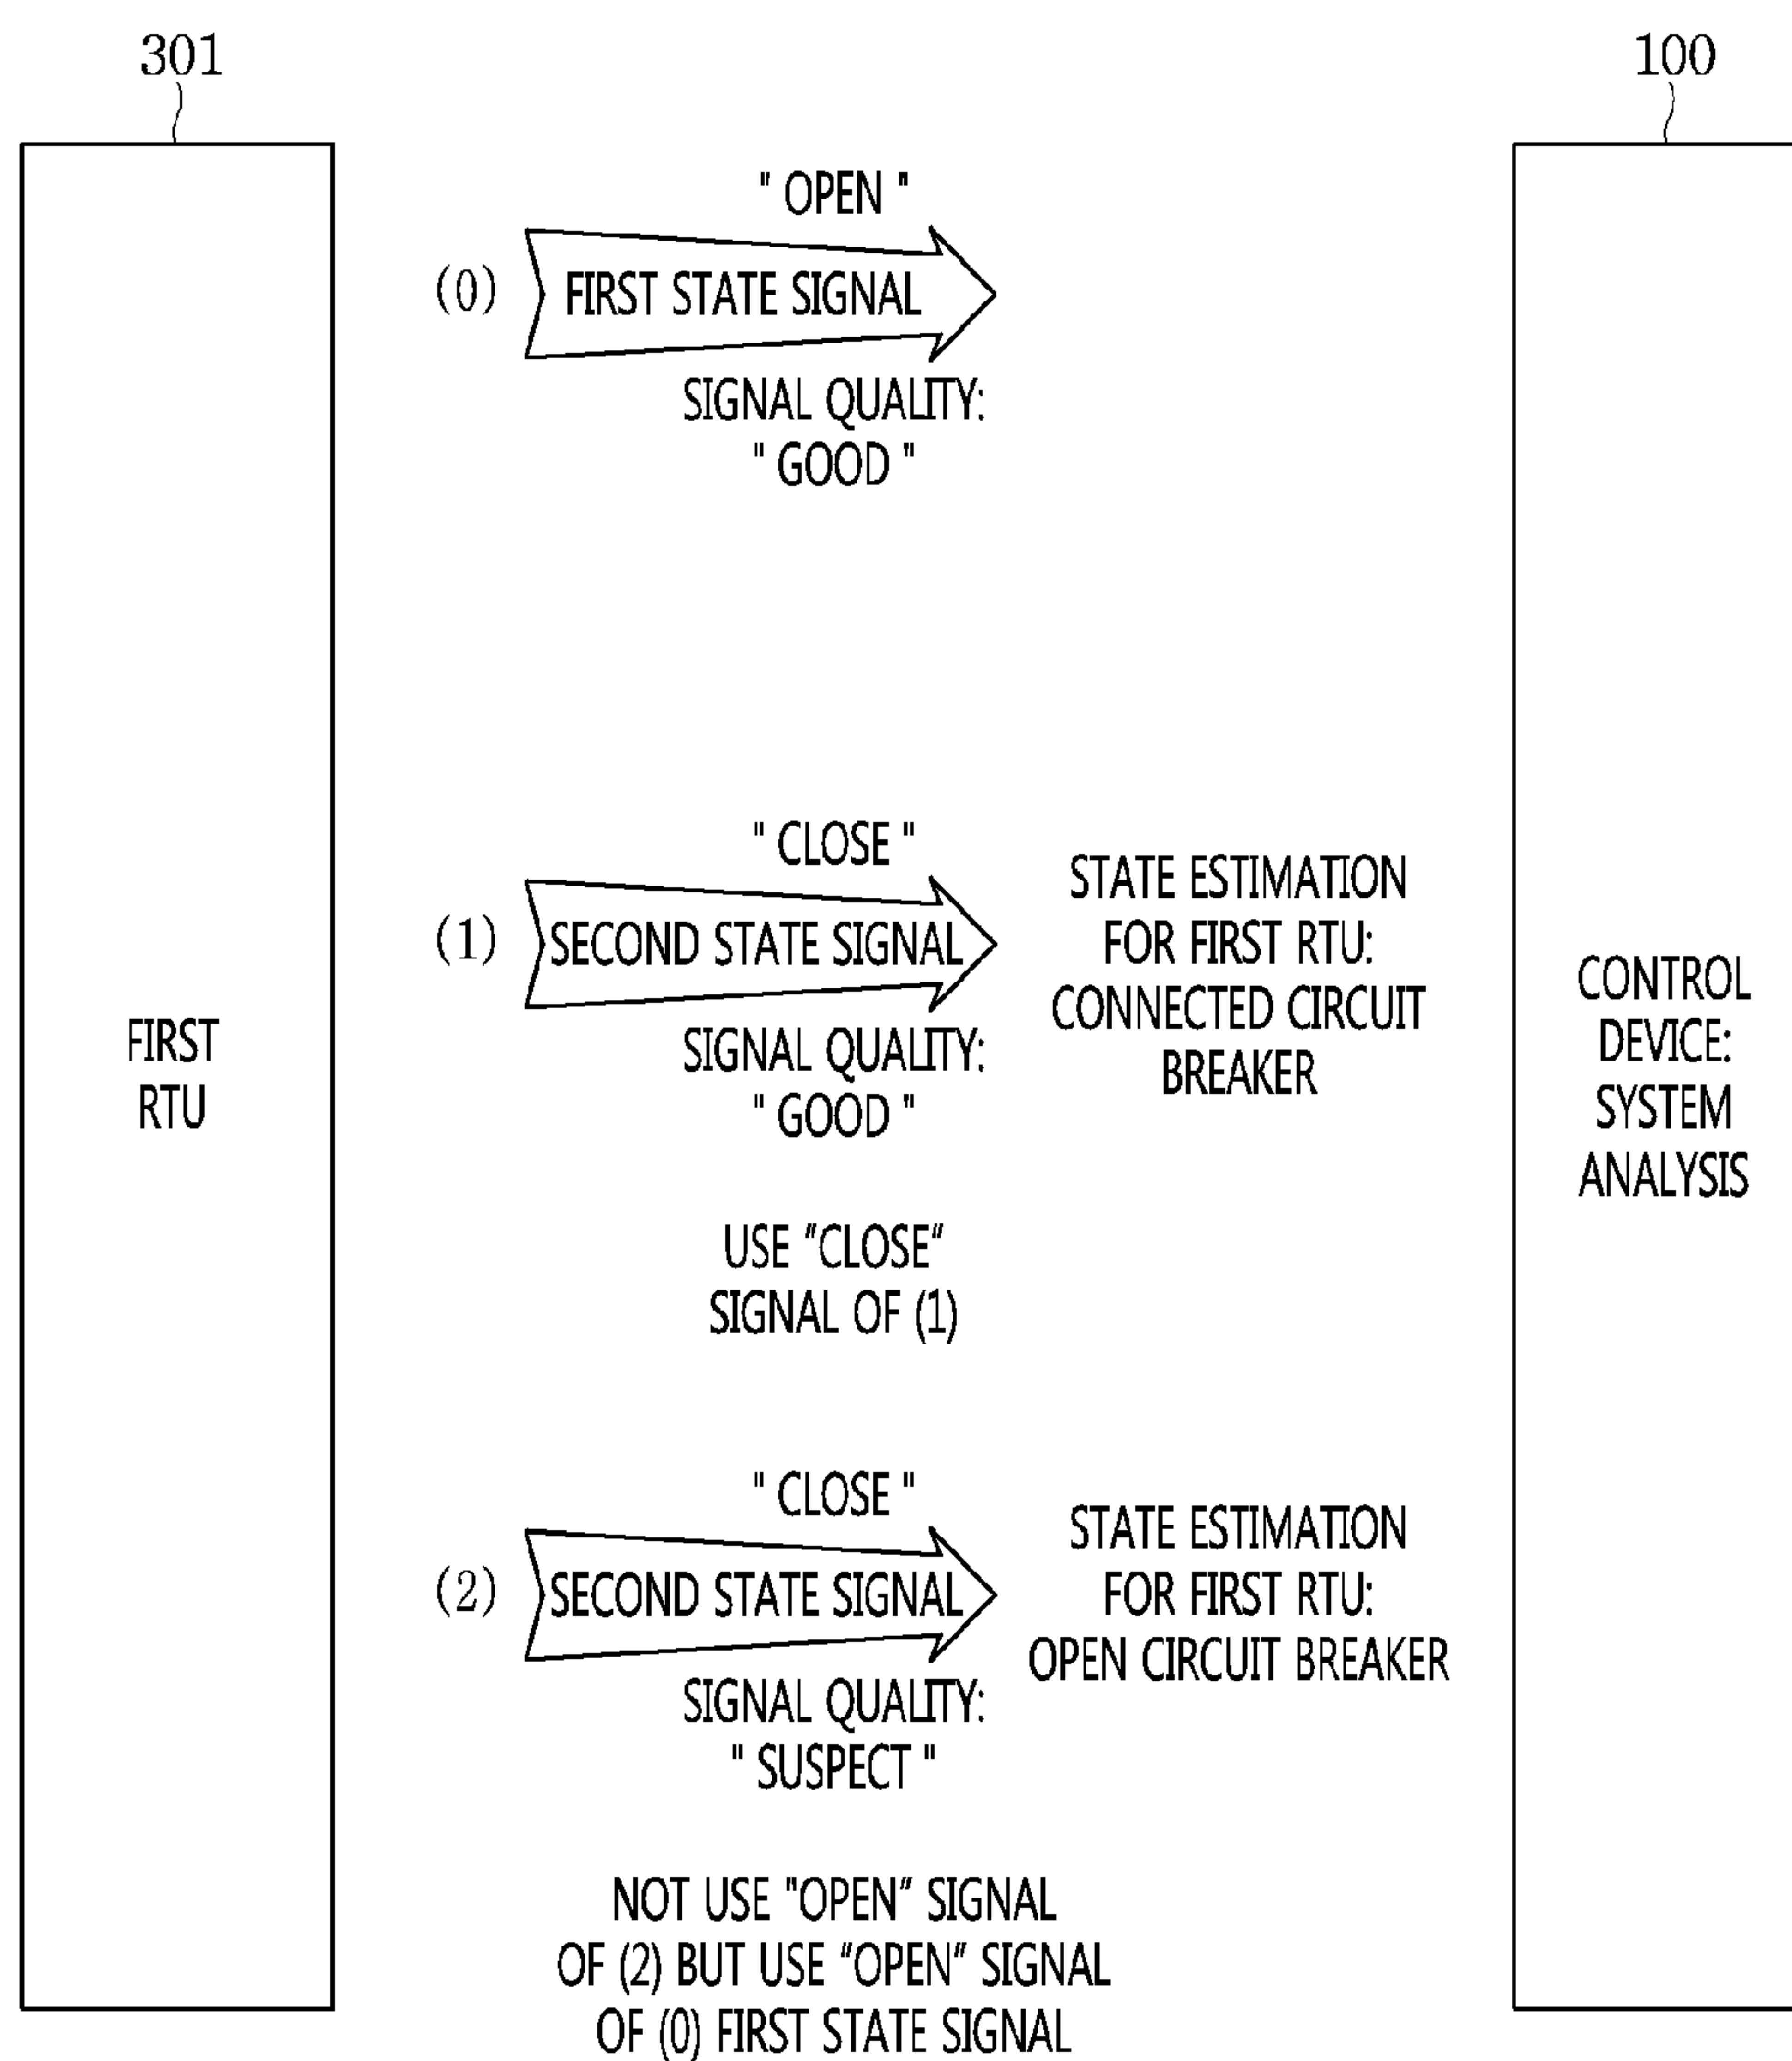 301
100
" OPEN "
(0)
FIRST STATE SIGNAL
SIGNAL QUALITY:
" GOOD "
" CLOSE "
(1)
SECOND STATE SIGNAL
SIGNAL QUALITY:
" GOOD "
STATE ESTIMATION
FOR FIRST RTU:
CONNECTED CIRCUIT
BREAKER
FIRST
RTU
CONTROL
DEVICE:
SYSTEM
ANALYSIS
USE "CLOSE"
SIGNAL OF (1)
" CLOSE "
(2)
SECOND STATE SIGNAL
SIGNAL QUALITY:
" SUSPECT "
STATE ESTIMATION
FOR FIRST RTU:
OPEN CIRCUIT BREAKER
NOT USE "OPEN" SIGNAL
OF (2) BUT USE "OPEN" SIGNAL
OF (0) FIRST STATE SIGNAL